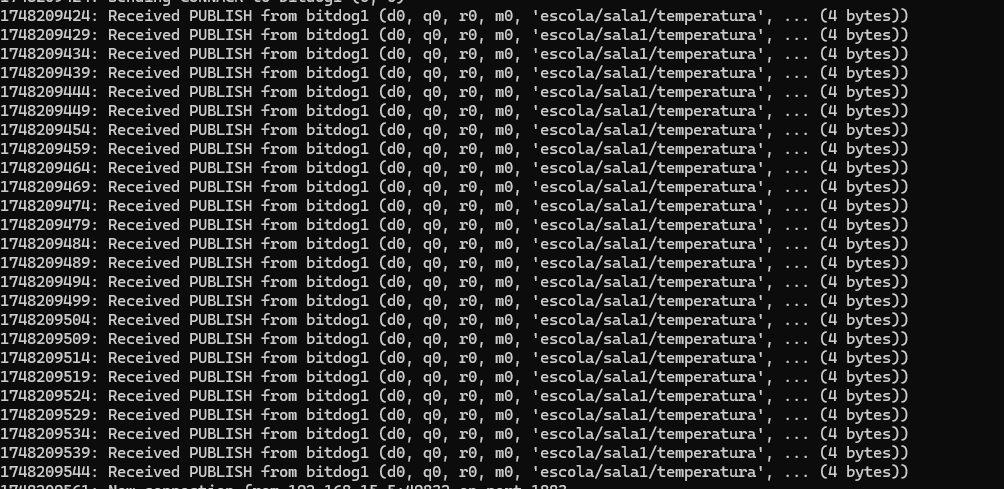 1748209424: Sending CONNACK to bitdog1 (0, 0)
1748209424: Received PUBLISH from bitdog1 (d0, q0, r0, m0, 'escola/sala1/temperatura', ... (4 bytes))
1748209429: Received PUBLISH from bitdog1 (d0, q0, r0, m0, 'escola/sala1/temperatura', ... (4 bytes))
1748209434: Received PUBLISH from bitdog1 (d0, q0, r0, m0, 'escola/sala1/temperatura', ... (4 bytes))
1748209439: Received PUBLISH from bitdog1 (d0, q0, r0, m0, 'escola/sala1/temperatura', ... (4 bytes))
1748209444: Received PUBLISH from bitdog1 (d0, q0, r0, m0, 'escola/sala1/temperatura', ... (4 bytes))
1748209449: Received PUBLISH from bitdog1 (d0, q0, r0, m0, 'escola/sala1/temperatura', ... (4 bytes))
1748209454: Received PUBLISH from bitdog1 (d0, q0, r0, m0, 'escola/sala1/temperatura', ... (4 bytes))
1748209459: Received PUBLISH from bitdog1 (d0, q0, r0, m0, 'escola/sala1/temperatura', ... (4 bytes))
1748209464: Received PUBLISH from bitdog1 (d0, q0, r0, m0, 'escola/sala1/temperatura', ... (4 bytes))
1748209469: Received PUBLISH from bitdog1 (d0, q0, r0, m0, 'escola/sala1/temperatura', ... (4 bytes))
1748209474: Received PUBLISH from bitdog1 (d0, q0, r0, m0, 'escola/sala1/temperatura', ... (4 bytes))
1748209479: Received PUBLISH from bitdog1 (d0, q0, r0, m0, 'escola/sala1/temperatura', ... (4 bytes))
1748209484: Received PUBLISH from bitdog1 (d0, q0, r0, m0, 'escola/sala1/temperatura', ... (4 bytes))
1748209489: Received PUBLISH from bitdog1 (d0, q0, r0, m0, 'escola/sala1/temperatura', ... (4 bytes))
1748209494: Received PUBLISH from bitdog1 (d0, q0, r0, m0, 'escola/sala1/temperatura', ... (4 bytes))
1748209499: Received PUBLISH from bitdog1 (d0, q0, r0, m0, 'escola/sala1/temperatura', ... (4 bytes))
1748209504: Received PUBLISH from bitdog1 (d0, q0, r0, m0, 'escola/sala1/temperatura', ... (4 bytes))
1748209509: Received PUBLISH from bitdog1 (d0, q0, r0, m0, 'escola/sala1/temperatura', ... (4 bytes))
1748209514: Received PUBLISH from bitdog1 (d0, q0, r0, m0, 'escola/sala1/temperatura', ... (4 bytes))
1748209519: Received PUBLISH from bitdog1 (d0, q0, r0, m0, 'escola/sala1/temperatura', ... (4 bytes))
1748209524: Received PUBLISH from bitdog1 (d0, q0, r0, m0, 'escola/sala1/temperatura', ... (4 bytes))
1748209529: Received PUBLISH from bitdog1 (d0, q0, r0, m0, 'escola/sala1/temperatura', ... (4 bytes))
1748209534: Received PUBLISH from bitdog1 (d0, q0, r0, m0, 'escola/sala1/temperatura', ... (4 bytes))
1748209539: Received PUBLISH from bitdog1 (d0, q0, r0, m0, 'escola/sala1/temperatura', ... (4 bytes))
1748209544: Received PUBLISH from bitdog1 (d0, q0, r0, m0, 'escola/sala1/temperatura', ... (4 bytes))
New connection from on port